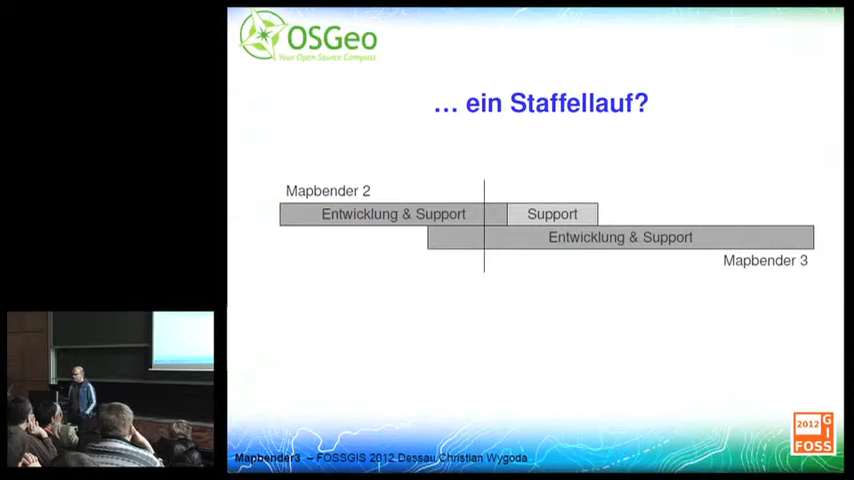 OSGeo
Your Open Source Compass
... ein Staffellauf?
Mapbender 2
Entwicklung & Support
Support
Entwicklung & Support
Mapbender 3
2012
GI
FOSS
Mapbender3 – FOSSGIS 2012 Dessau Christian Wygoda